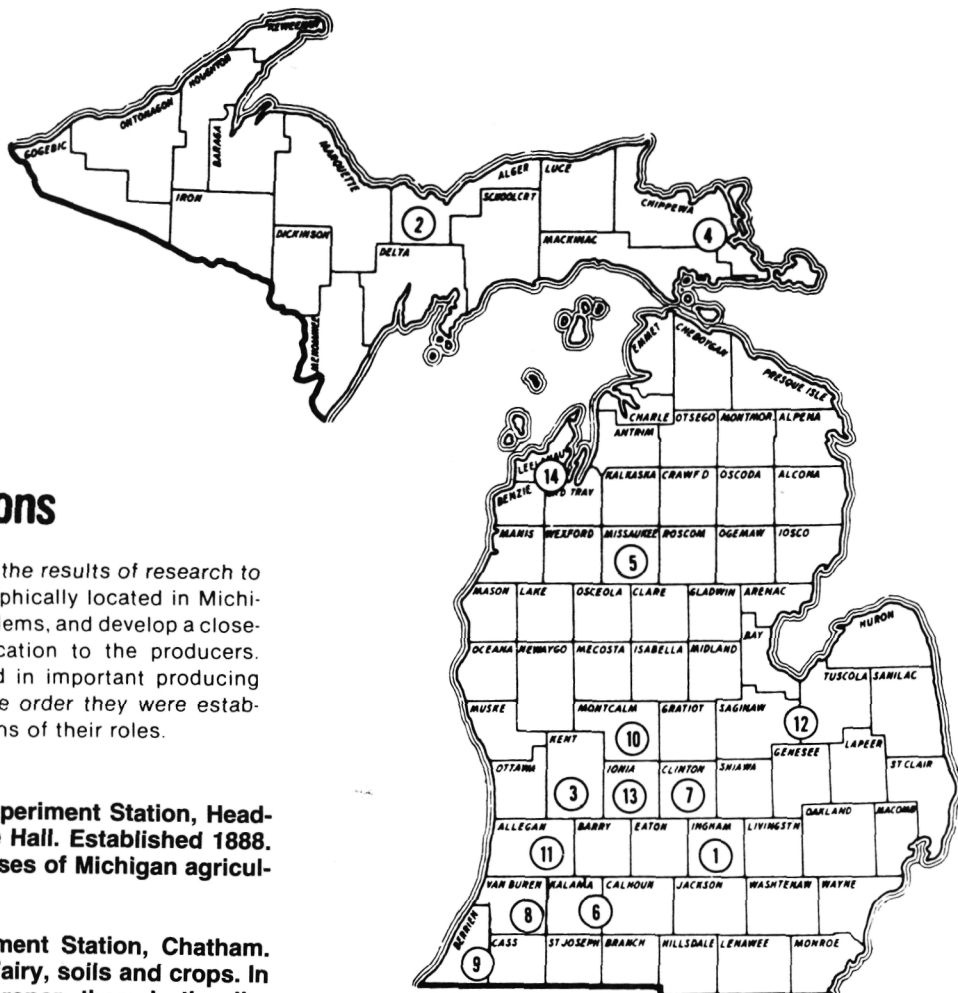 KEWEENAW
HOUGHTON
ONTONAGON
GOGEBIC
BARAGA
MARQUETTE
ALGER
LUCE
SCHOOLCRT
CHIPPEWA
IRON
2
4
DICKINSON
DELTA
MACKINAC
MENOMINEE
EMMET
CHEBOYGAN
PRESQUE ISLE
CHARLE
OTSEGO
MONTMOR
ALPENA
ANTRIM
LEELANAU
14
BENZIE
TRAV
KALKASKA
CRAWF'D
OSCODA
ALCONA
MANIS
WEXFORD
MISSAUKEE
ROSCOM
OGEMAW
IOSCO
5
MASON
LAKE
OSCEOLA
CLARE
GLADWIN
ARENAC
HURON
BAY
OCEANA
NEWAYGO
MECOSTA
ISABELLA
MIDLAND
TUSCOLA
SANILAC
MUSKE
MONTCALM
GRATIOT
SAGINAW
12
10
KENT
GENESEE
LAPEER
OTTAWA
IONIA
CLINTON
SHIAWA
ST CLAIR
3
13
7
ALLEGAN
BARRY
EATON
INGHAM
LIVINGSTN
OAKLAND
MACOMB
11
1
VAN BUREN
KALAMA
CALHOUN
JACKSON
WASHTENAW
WAYNE
8
6
BERRIEN
CASS
ST JOSEPH
BRANCH
HILLSDALE
LENAWEE
MONROE
9
ons
the results of research to
phically located in Michi-
lems, and develop a close-
cation to the producers.
d in important producing
e order they were estab-
ns of their roles.
periment Station, Head-
e Hall. Established 1888.
ses of Michigan agricul-
ment Station, Chatham.
airy, soils and crops. In